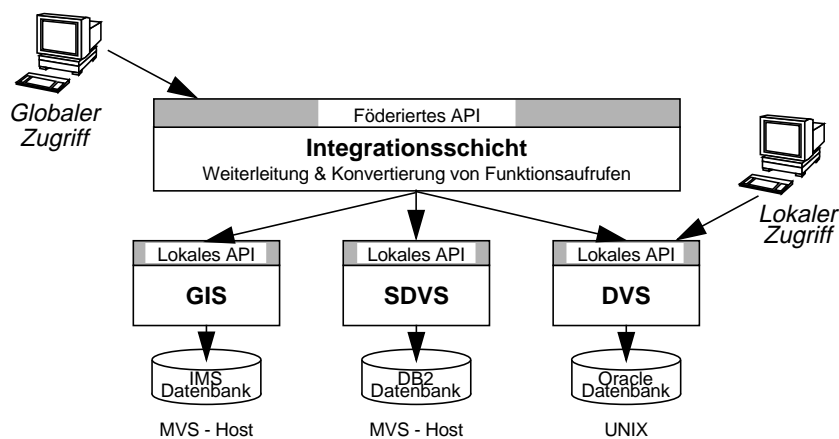 Globaler
Zugriff
Föderiertes API
Integrationsschicht
Weiterleitung & Konvertierung von Funktionsaufrufen
Lokaler
Zugriff
Lokales API
GIS
Lokales API
SDVS
Lokales API
DVS
IMS
Datenbank
DB2
Datenbank
Oracle
Datenbank
MVS - Host
MVS - Host
UNIX